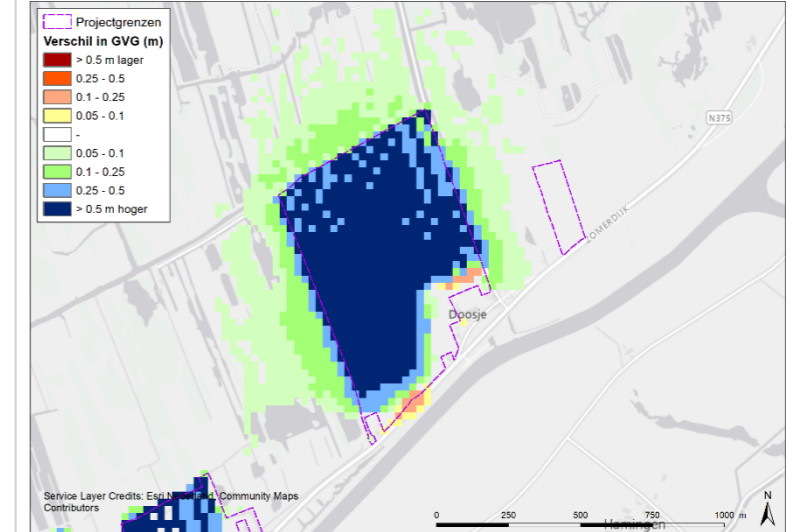 Projectgrenzen
Verschil in GVG (m)
> 0.5 m lager
0.25 - 0.5
0.1 - 0.25
0.05 - 0.1
-
0.05 - 0.1
0.1 - 0.25
0.25 - 0.5
> 0.5 m hoger
N375
OMERDIJK
Doosje
Service Layer Credits: Esri Nederland, Community Maps
Contributors
0 250 500 750 1000 m
N